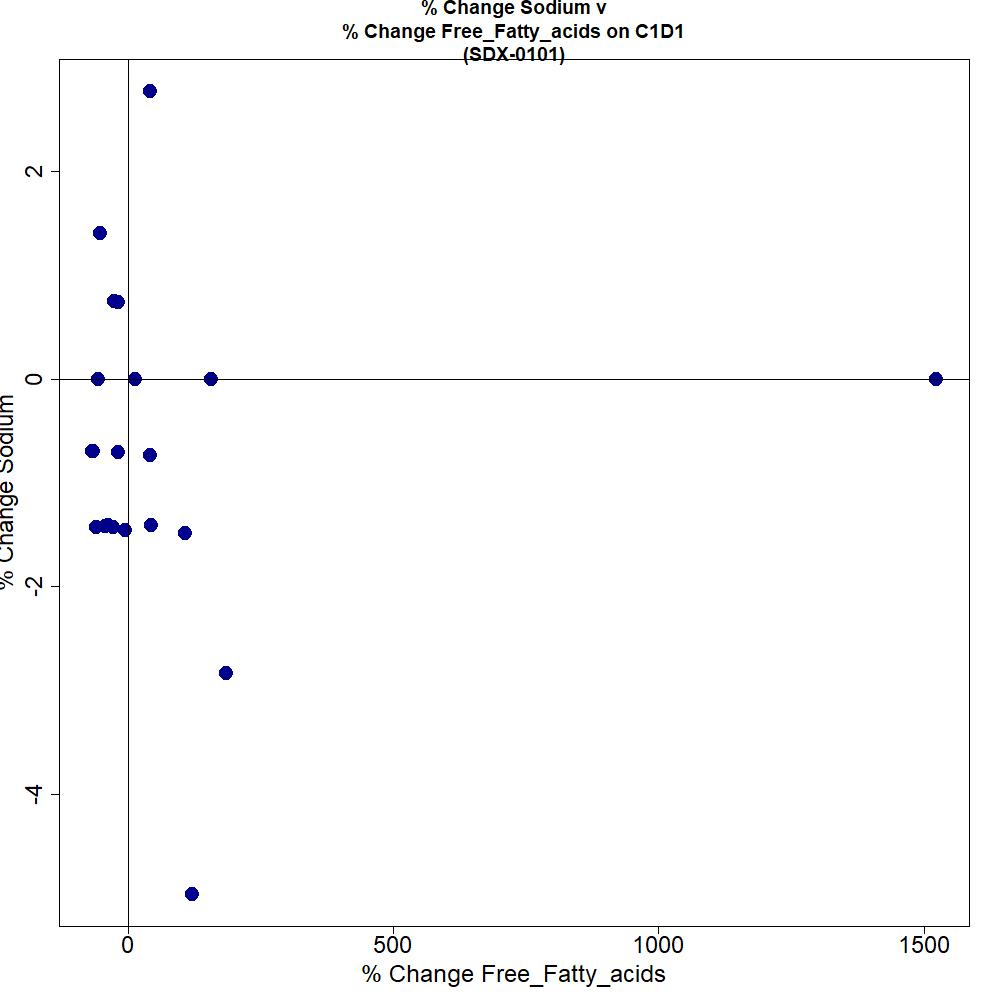 % Change Sodium v
% Change Free_Fatty_acids on C1D1
(SDX-0101)
% Change Sodium
2
0
-2
-4
0
500
1000
1500
% Change Free_Fatty_acids